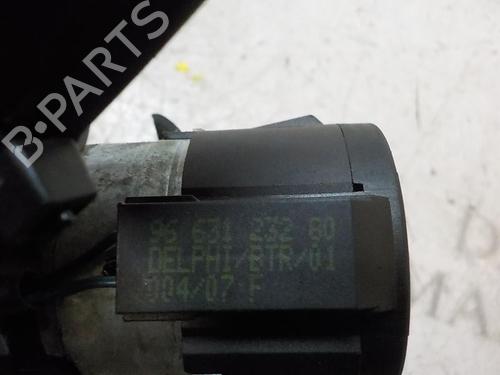 B·PARTS
96 631 232 80
DELPHI/BTR/01
004/07 F